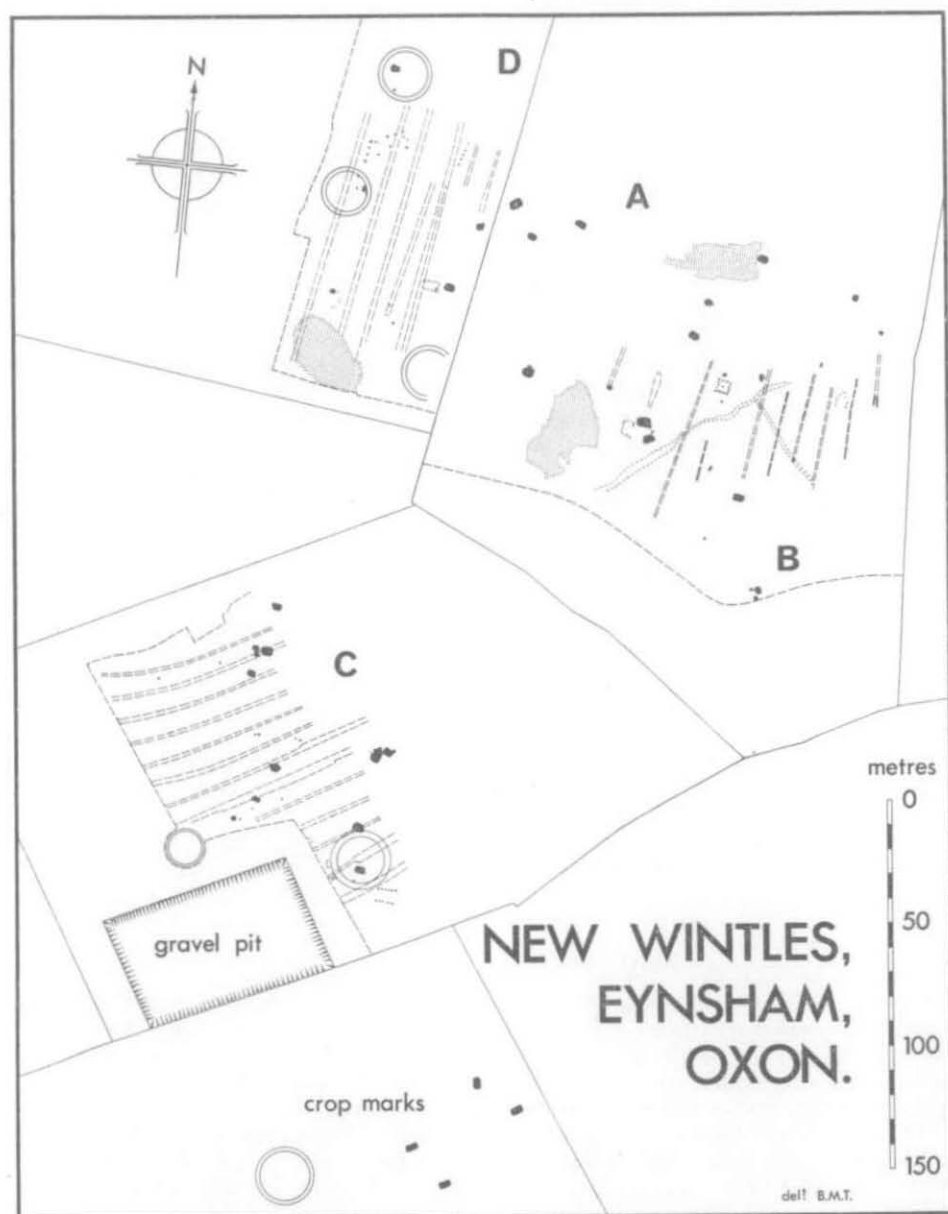 D
N
A
B
C
metres
0
50
100
150
gravel pit
NEW WINTLES,
EYNSHAM,
OXON.
crop marks
delt B.M.T.